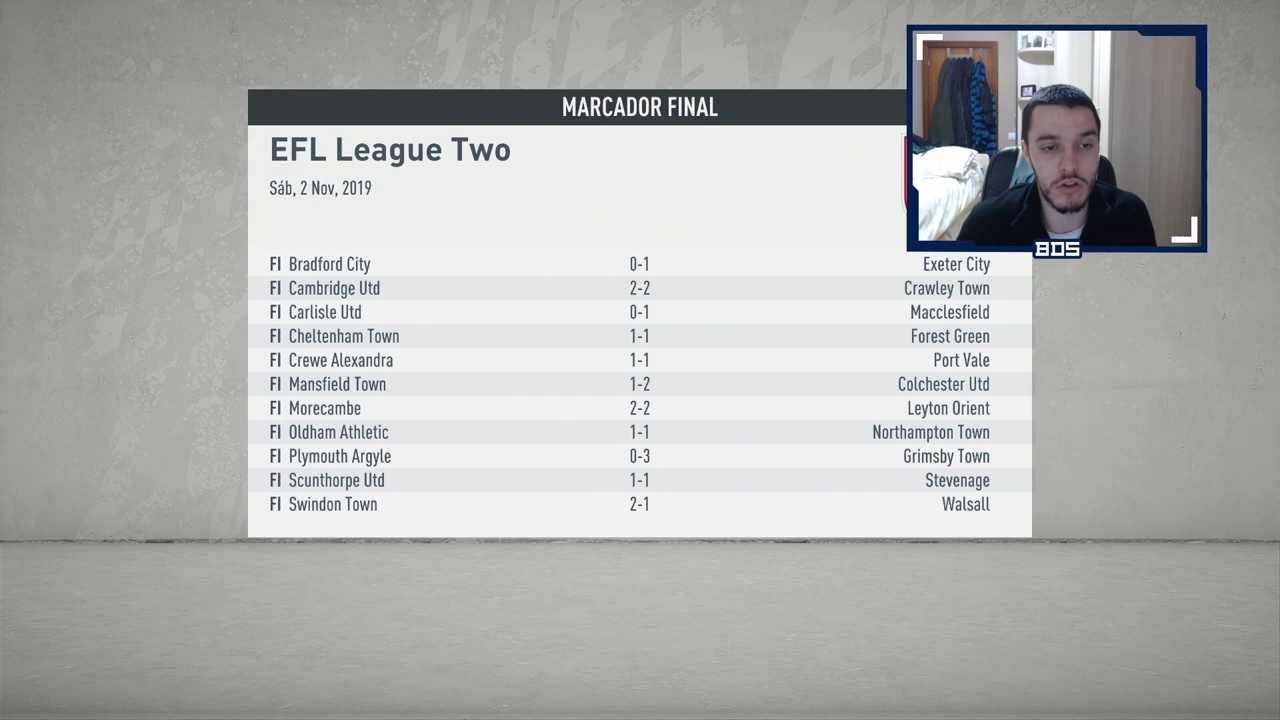 MARCADOR FINAL
EFL League Two
Sáb, 2 Nov, 2019
FI Bradford City 0-1 Exeter City
FI Cambridge Utd 2-2 Crawley Town
FI Carlisle Utd 0-1 Macclesfield
FI Cheltenham Town 1-1 Forest Green
FI Crewe Alexandra 1-1 Port Vale
FI Mansfield Town 1-2 Colchester Utd
FI Morecambe 2-2 Leyton Orient
FI Oldham Athletic 1-1 Northampton Town
FI Plymouth Argyle 0-3 Grimsby Town
FI Scunthorpe Utd 1-1 Stevenage
FI Swindon Town 2-1 Walsall
BDS